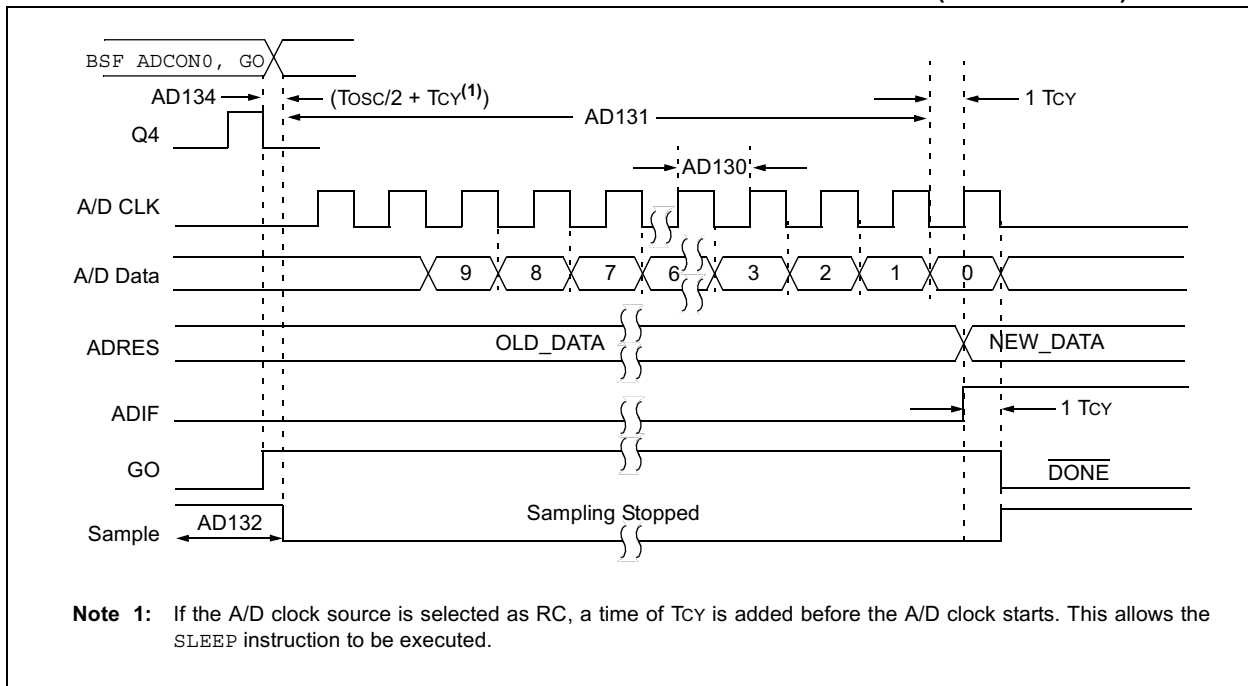 BSF ADCON0, GO
AD134 (TOSC/2 + TCY(1)) 1 TCY
AD131
Q4
AD130
A/D CLK
A/D Data 9 8 7 6 3 2 1 0
ADRES OLD_DATA NEW_DATA
ADIF 1 TCY
GO DONE
Sample AD132 Sampling Stopped
Note 1: If the A/D clock source is selected as RC, a time of TCY is added before the A/D clock starts. This allows the
SLEEP instruction to be executed.